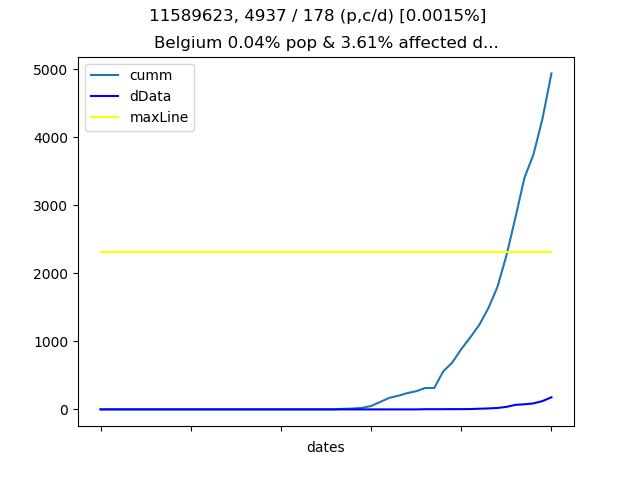 11589623, 4937 / 178 (p,c/d) [0.0015%]
Belgium 0.04% pop & 3.61% affected d...
cumm
dData
maxLine
5000
4000
3000
2000
1000
0
dates